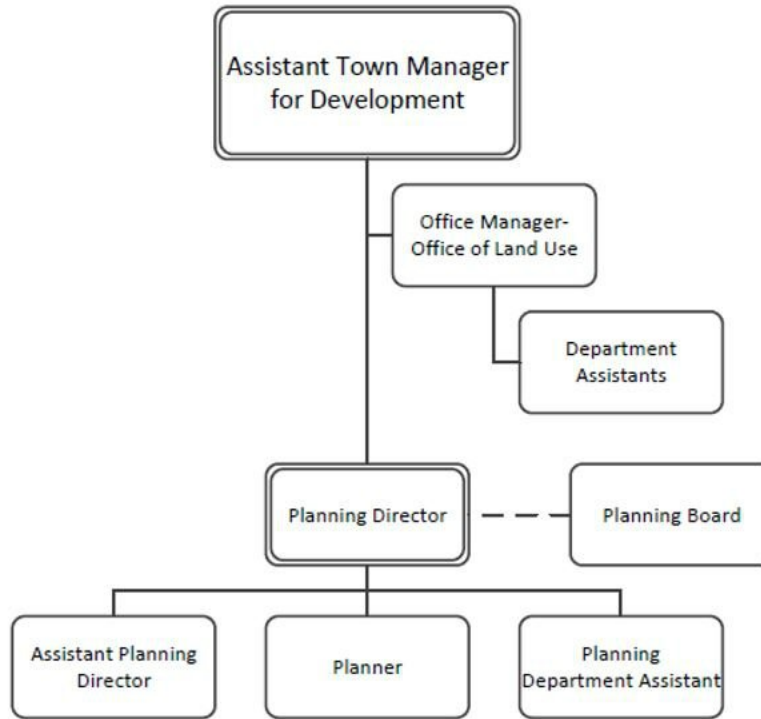 Assistant Town Manager
for Development
Office Manager-
Office of Land Use
Department
Assistants
Planning Director
Planning Board
Assistant Planning
Director
Planner
Planning
Department Assistant